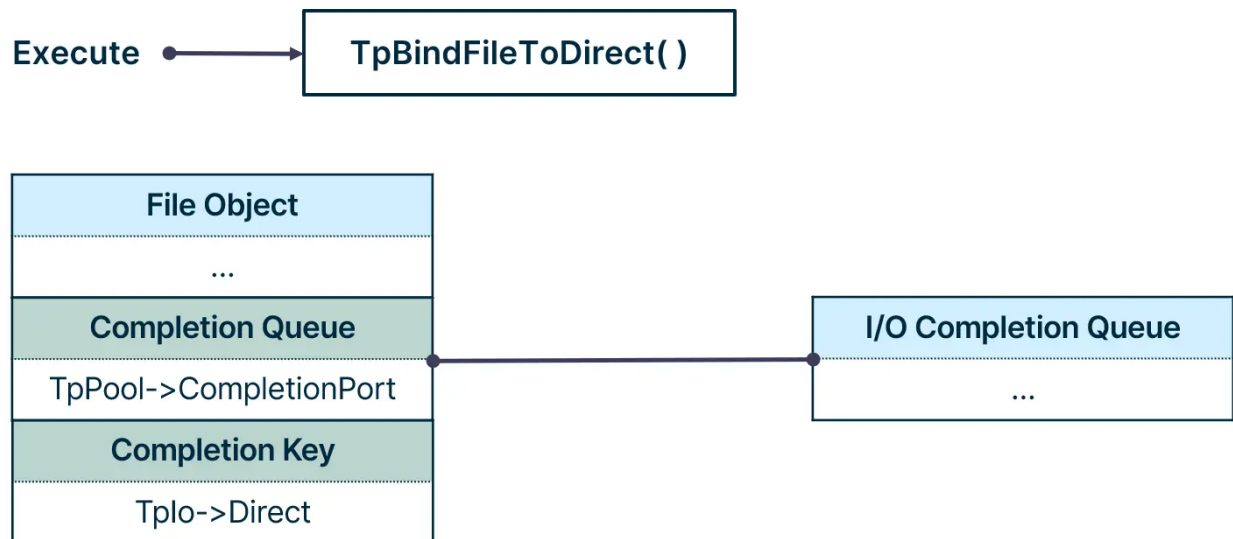 Execute
TpBindFileToDirect( )
File Object
...
Completion Queue
TpPool->CompletionPort
Completion Key
TpIo->Direct
I/O Completion Queue
...